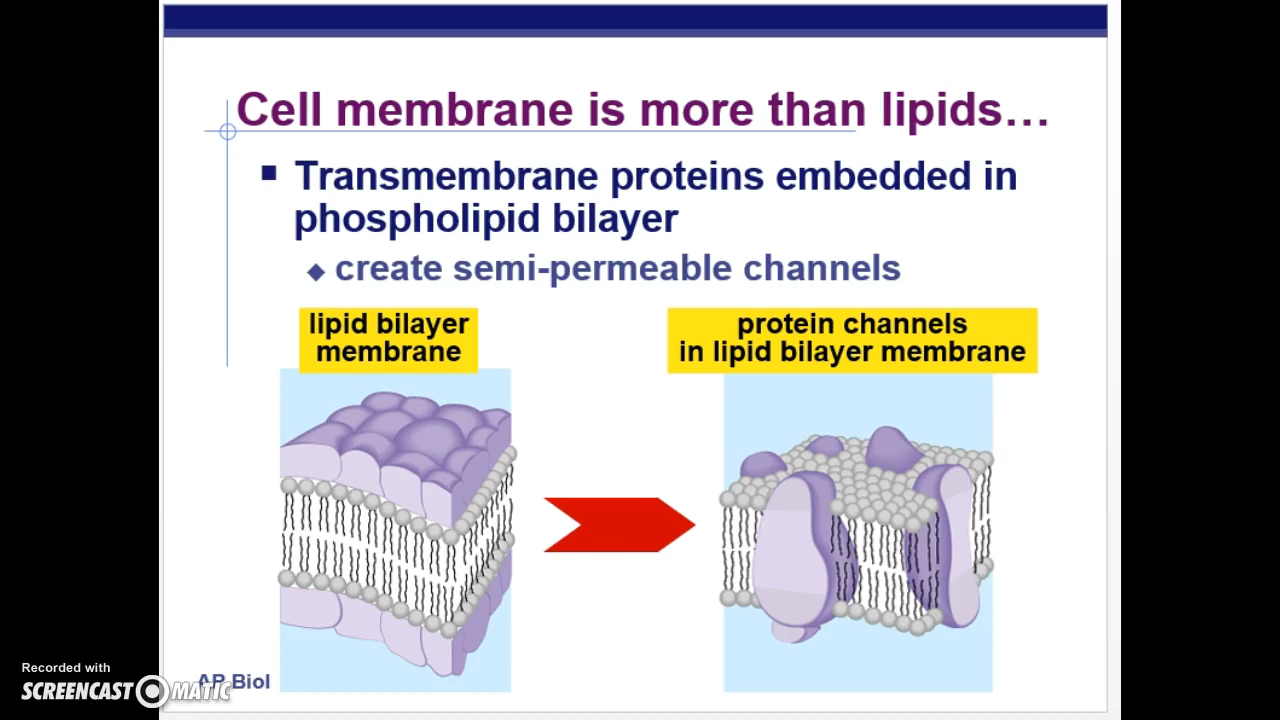 Cell membrane is more than lipids…
Transmembrane proteins embedded in
phospholipid bilayer
create semi-permeable channels
lipid bilayer
membrane
protein channels
in lipid bilayer membrane
AP Biol
Recorded with
SCREENCAST MATIC